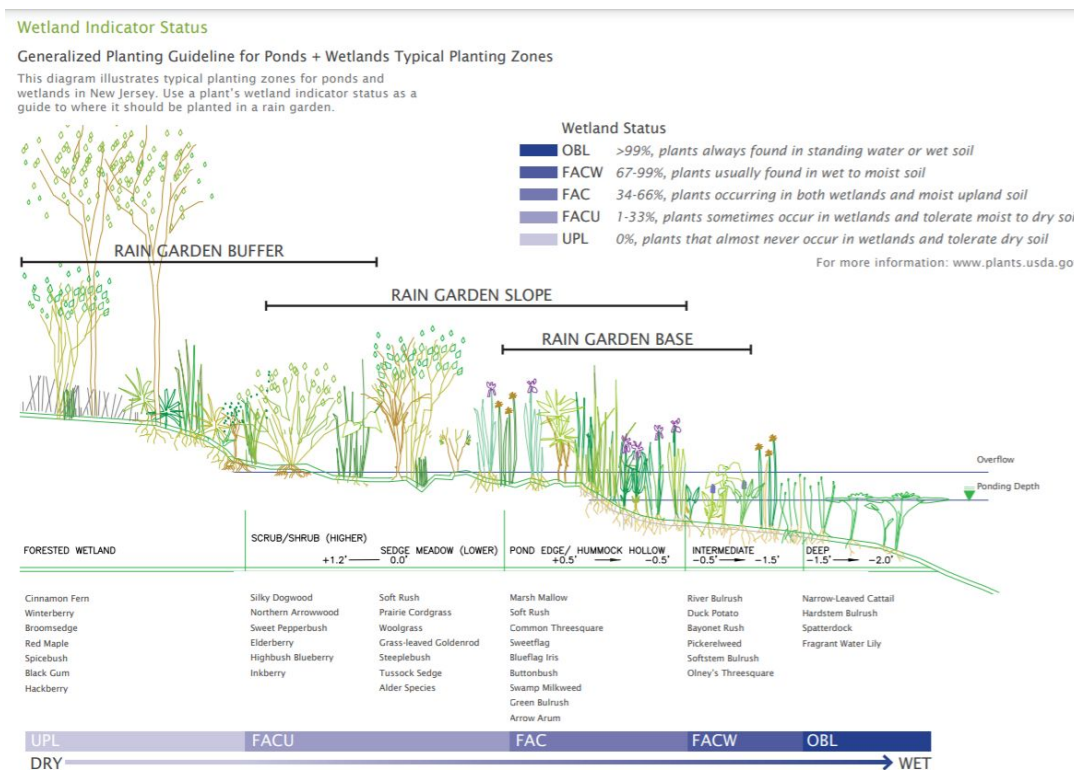 Wetland Indicator Status
Generalized Planting Guideline for Ponds + Wetlands Typical Planting Zones
This diagram illustrates typical planting zones for ponds and
wetlands in New Jersey. Use a plant's wetland indicator status as a
guide to where it should be planted in a rain garden.
Wetland Status
OBL >99%, plants always found in standing water or wet soil
FACW 67-99%, plants usually found in wet to moist soil
FAC 34-66%, plants occurring in both wetlands and moist upland soil
FACU 1-33%, plants sometimes occur in wetlands and tolerate moist to dry soi
UPL 0%, plants that almost never occur in wetlands and tolerate dry soil
For more information: www.plants.usda.go
RAIN GARDEN BUFFER
RAIN GARDEN SLOPE
RAIN GARDEN BASE
Overflow
Ponding Depth
FORESTED WETLAND
SCRUB/SHRUB (HIGHER)
SEDGE MEADOW (LOWER)
+1.2' 0.0'
POND EDGE/ HUMMOCK HOLLOW
+0.5' -0.5'
INTERMEDIATE
-0.5' -1.5'
DEEP
-1.5' -2.0'
Cinnamon Fern
Winterberry
Broomsedge
Red Maple
Spicebush
Black Gum
Hackberry
Silky Dogwood
Northern Arrowwood
Sweet Pepperbush
Elderberry
Highbush Blueberry
Inkberry
Soft Rush
Prairie Cordgrass
Woolgrass
Grass-leaved Goldenrod
Steeplebush
Tussock Sedge
Alder Species
Marsh Mallow
Soft Rush
Common Threesquare
Sweetflag
Blueflag Iris
Buttonbush
Swamp Milkweed
Green Bulrush
Arrow Arum
River Bulrush
Duck Potato
Bayonet Rush
Pickerelweed
Softstem Bulrush
Olney's Threesquare
Narrow-Leaved Cattail
Hardstem Bulrush
Spatterdock
Fragrant Water Lily
UPL FACU FAC FACW OBL
DRY WET